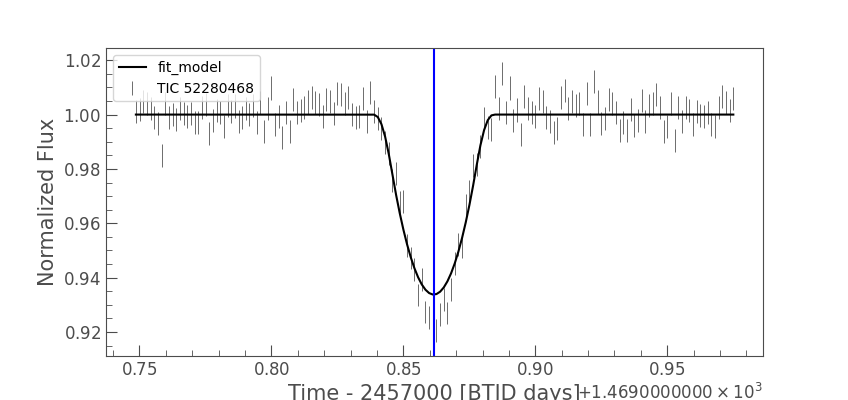 fit_model
TIC 52280468
1.02
1.00
0.98
0.96
0.94
0.92
Normalized Flux
0.75 0.80 0.85 0.90 0.95
Time - 2457000 [BTJD days]
+1.4690000000 × 10³